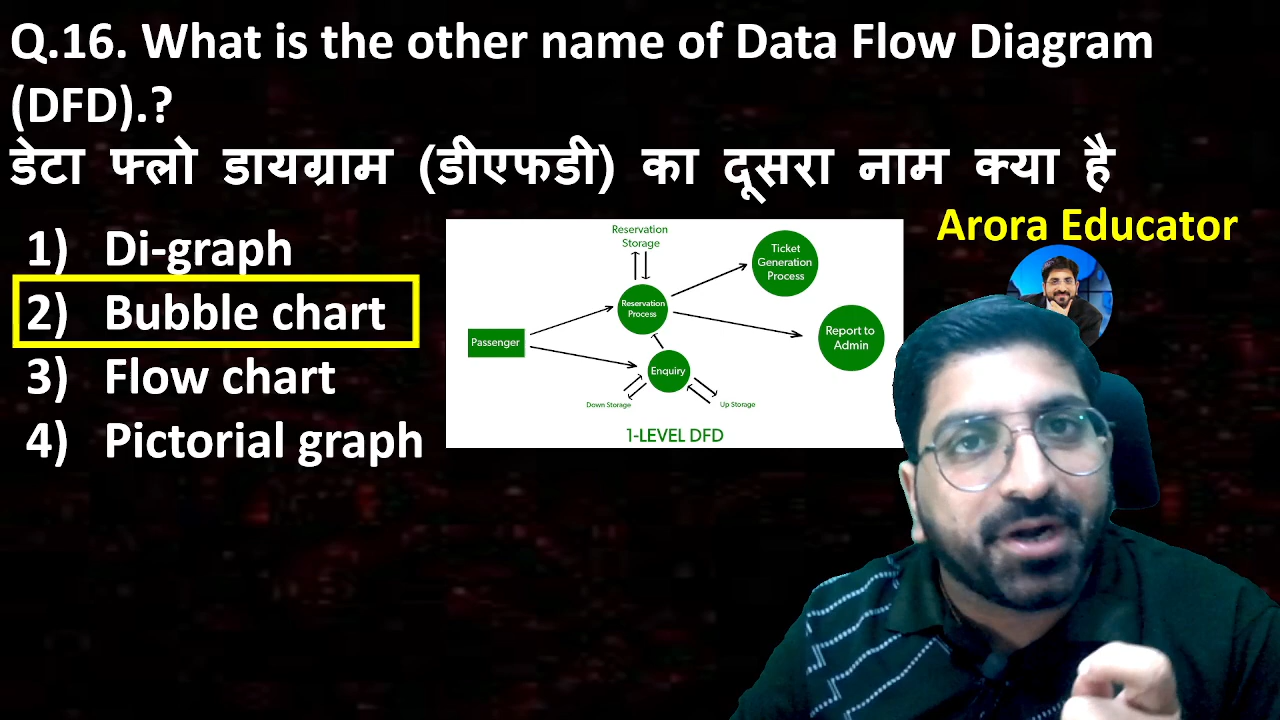 Q.16. What is the other name of Data Flow Diagram
(DFD).?
डेटा फ्लो डायग्राम (डीएफडी) का दूसरा नाम क्या है
Arora Educator
1) Di-graph
2) Bubble chart
3) Flow chart
4) Pictorial graph
Reservation
Storage
Ticket
Generation
Process
Reservation
Process
Passenger
Report to
Admin
Enquiry
Down Storage
Up Storage
1-LEVEL DFD